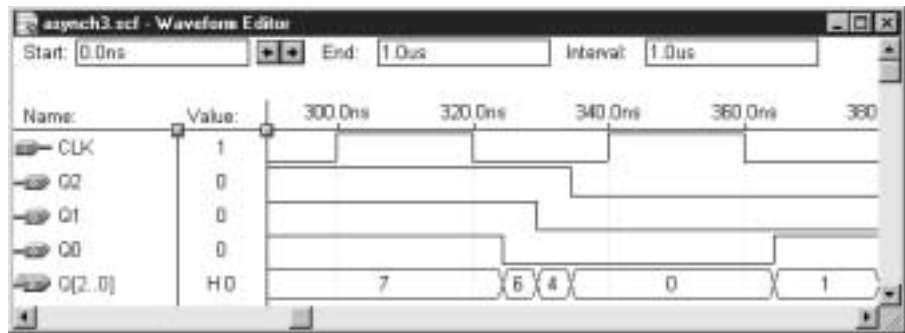 asynch3.scf - Waveform Editor
Start: 0.0ns End: 1.0us Interval: 1.0us
Name: Value: 300.0ns 320.0ns 340.0ns 360.0ns 380
CLK 1
Q2 0
Q1 0
Q0 0
Q[2..0] H 0 7 6 4 0 1